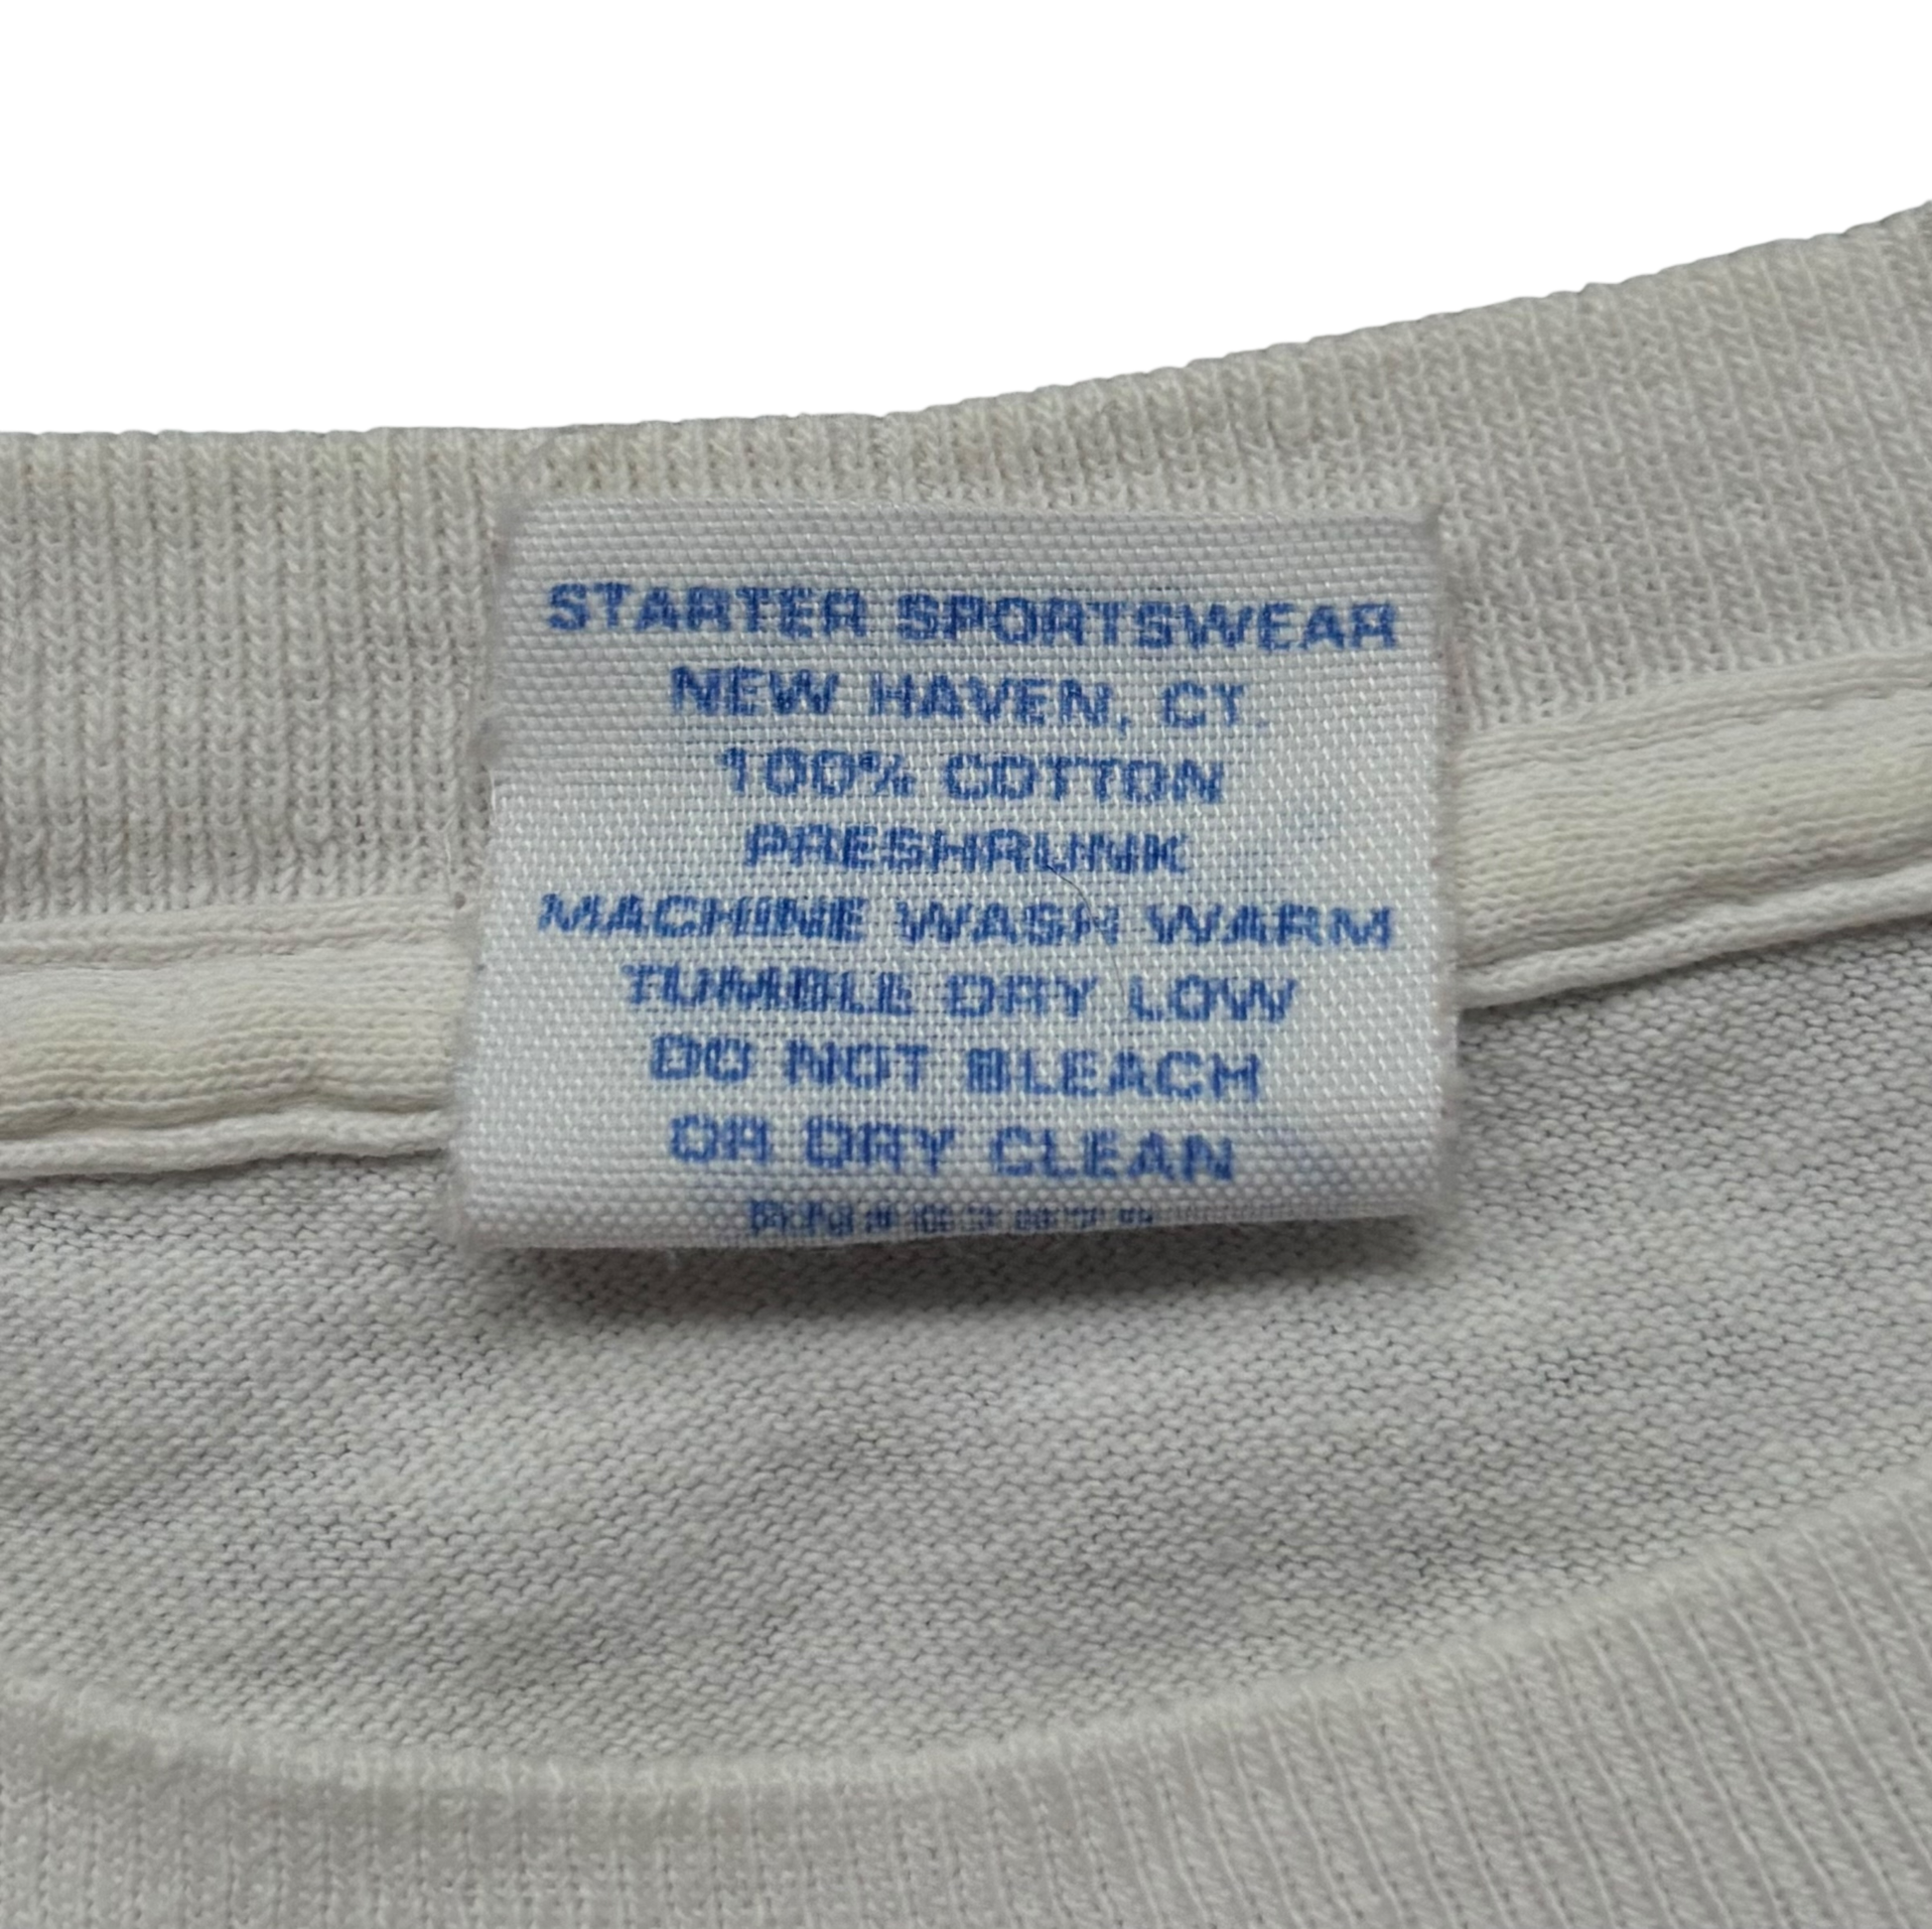 STARTER SPORTSWEAR
NEW HAVEN, CT.
100% COTTON
PRESHRUNK
MACHINE WASH WARM
TUMBLE DRY LOW
DO NOT BLEACH
OR DRY CLEAN